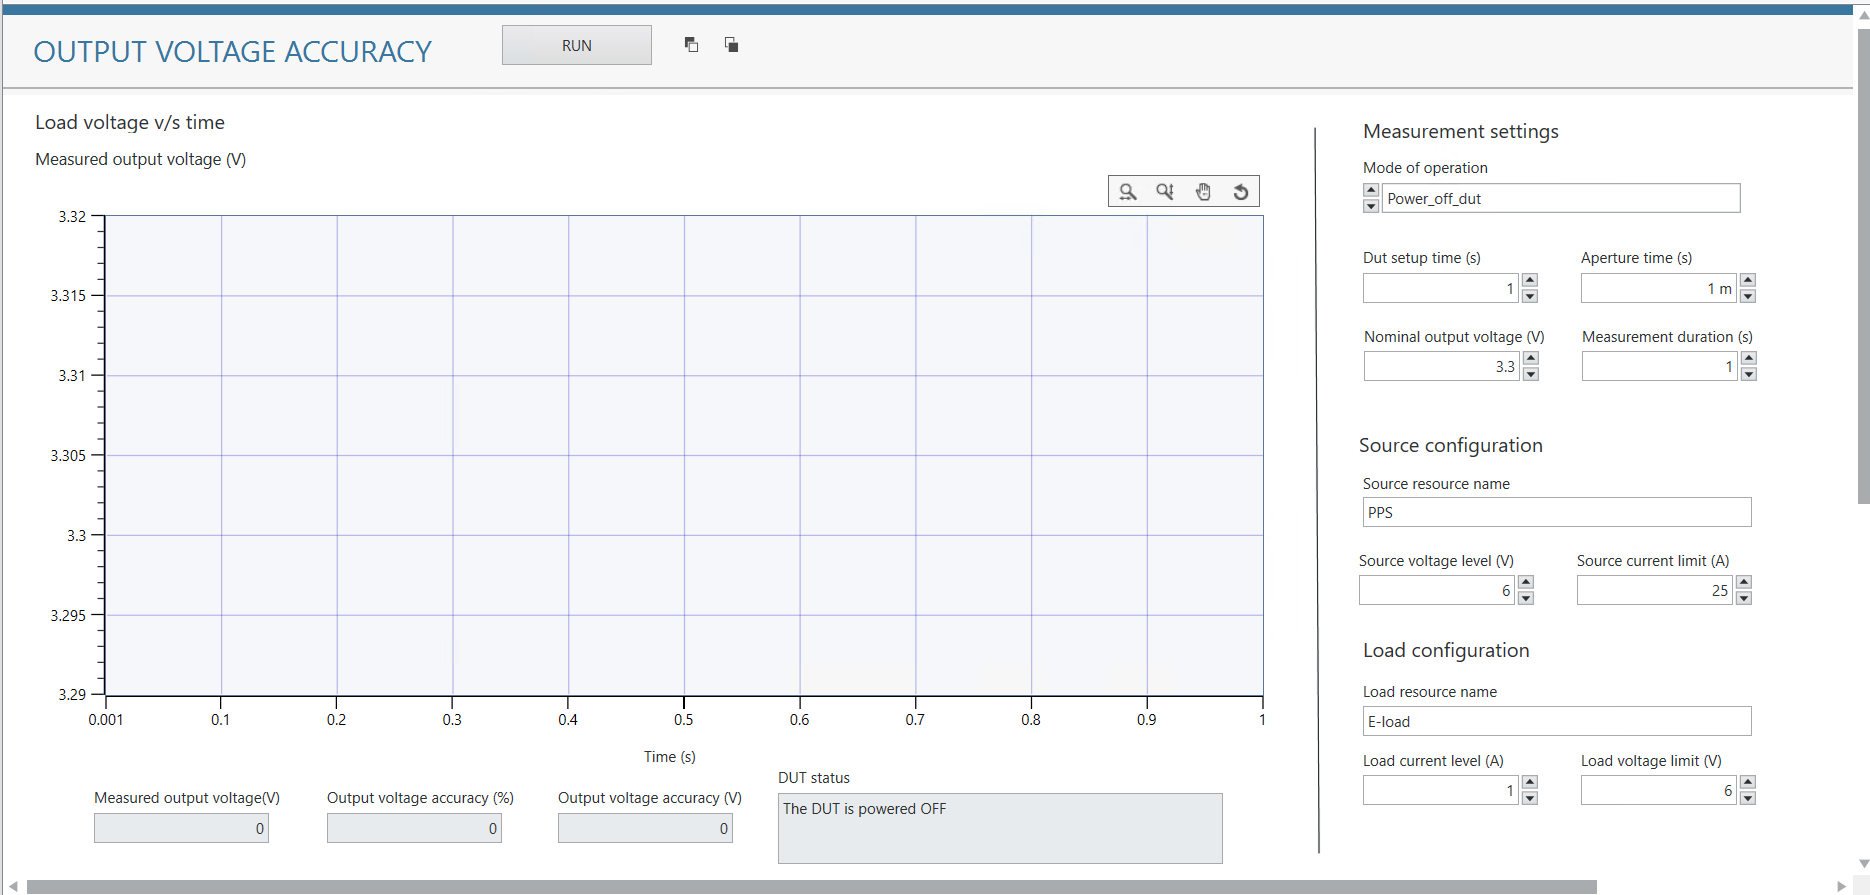 OUTPUT VOLTAGE ACCURACY
RUN
Load voltage v/s time
Measured output voltage (V)
3.32
3.315
3.31
3.305
3.3
3.295
3.29
0.001 0.1 0.2 0.3 0.4 0.5 0.6 0.7 0.8 0.9 1
Time (s)
Measured output voltage(V)
0
Output voltage accuracy (%)
0
Output voltage accuracy (V)
0
DUT status
The DUT is powered OFF
Measurement settings
Mode of operation
Power_off_dut
Dut setup time (s)
1
Aperture time (s)
1 m
Nominal output voltage (V)
3.3
Measurement duration (s)
1
Source configuration
Source resource name
PPS
Source voltage level (V)
6
Source current limit (A)
25
Load configuration
Load resource name
E-load
Load current level (A)
1
Load voltage limit (V)
6